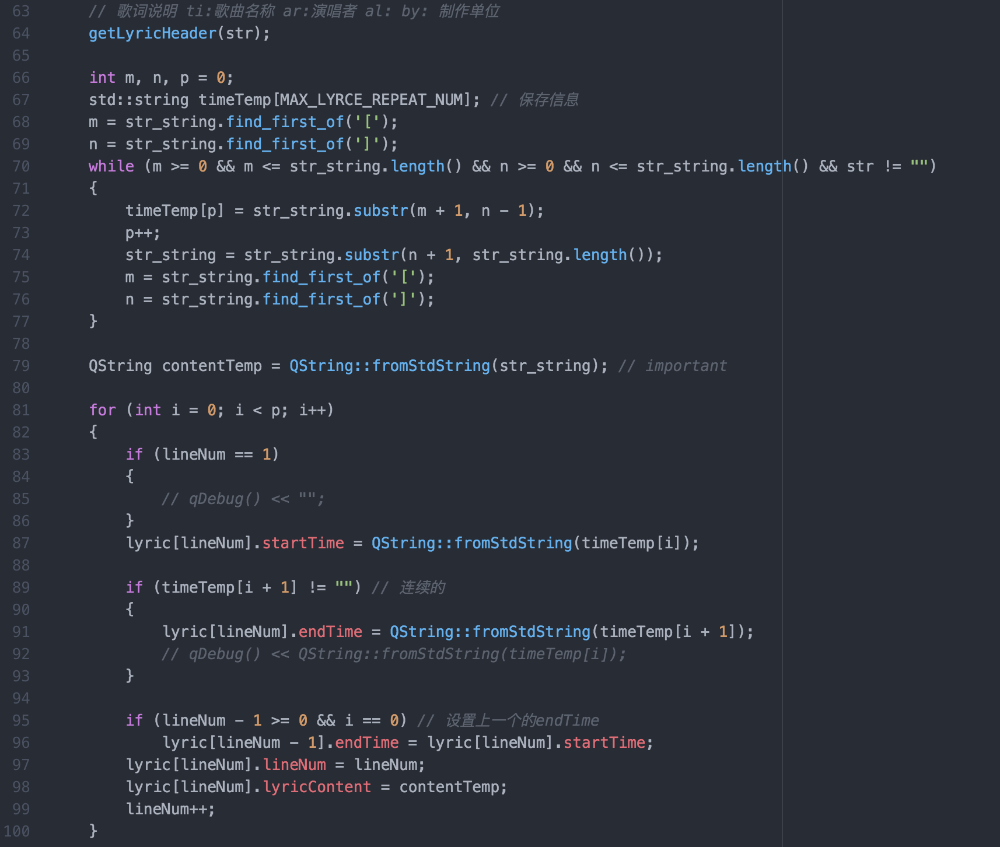 63 // 歌词说明 ti:歌曲名称 ar:演唱者 al: by: 制作单位
64 getLyricHeader(str);
65
66 int m, n, p = 0;
67 std::string timeTemp[MAX_LYRCE_REPEAT_NUM]; // 保存信息
68 m = str_string.find_first_of('[');
69 n = str_string.find_first_of(']');
70 while (m >= 0 && m <= str_string.length() && n >= 0 && n <= str_string.length() && str != "")
71 {
72 timeTemp[p] = str_string.substr(m + 1, n - 1);
73 p++;
74 str_string = str_string.substr(n + 1, str_string.length());
75 m = str_string.find_first_of('[');
76 n = str_string.find_first_of(']');
77 }
78
79 QString contentTemp = QString::fromStdString(str_string); // important
80
81 for (int i = 0; i < p; i++)
82 {
83 if (lineNum == 1)
84 {
85 // qDebug() << "";
86 }
87 lyric[lineNum].startTime = QString::fromStdString(timeTemp[i]);
88
89 if (timeTemp[i + 1] != "") // 连续的
90 {
91 lyric[lineNum].endTime = QString::fromStdString(timeTemp[i + 1]);
92 // qDebug() << QString::fromStdString(timeTemp[i]);
93 }
94
95 if (lineNum - 1 >= 0 && i == 0) // 设置上一个的endTime
96 lyric[lineNum - 1].endTime = lyric[lineNum].startTime;
97 lyric[lineNum].lineNum = lineNum;
98 lyric[lineNum].lyricContent = contentTemp;
99 lineNum++;
100 }